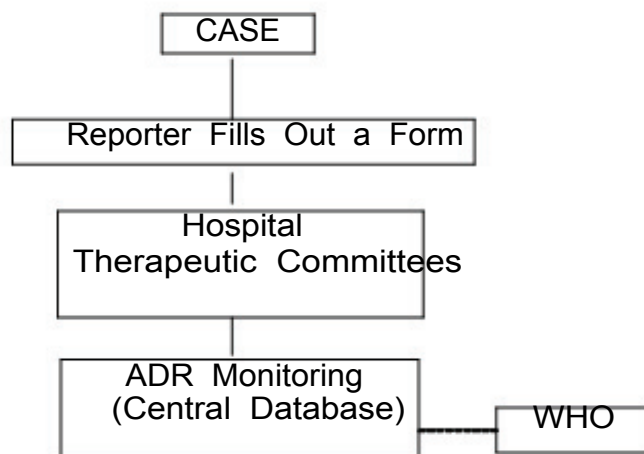 CASE
Reporter Fills Out a Form
Hospital
Therapeutic Committees
ADR Monitoring
(Central Database)
WHO